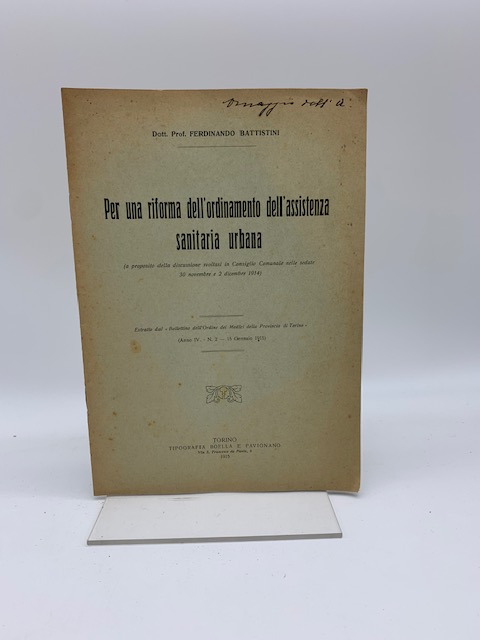 Omaggio dell'A.
Dott. Prof. FERDINANDO BATTISTINI
Per una riforma dell'ordinamento dell'assistenza
sanitaria urbana
(a proposito della discussione svoltasi in Consiglio Comunale nelle sedute
30 novembre e 2 dicembre 1914)
Estratto dal « Bollettino dell'Ordine dei Medici della Provincia di Torino »
(Anno IV. - N. 2 — 15 Gennaio 1915)
TORINO
TIPOGRAFIA BOELLA E PAVIGNANO
Via S. Francesco da Paola,
1915